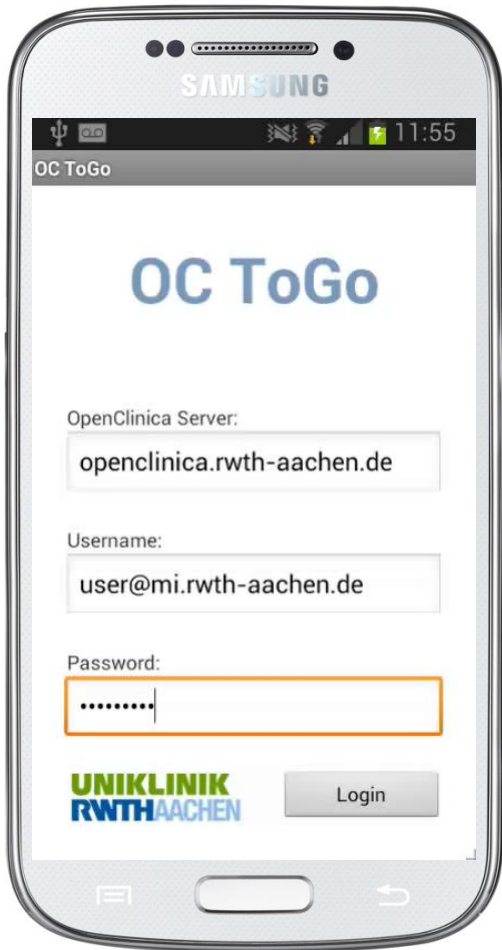 SAMSUNG
11:55
OC ToGo
OC ToGo
OpenClinica Server:
openclinica.rwth-aachen.de
Username:
user@mi.rwth-aachen.de
Password:
•••••••••
UNIKLINIK
RWTHAACHEN
Login